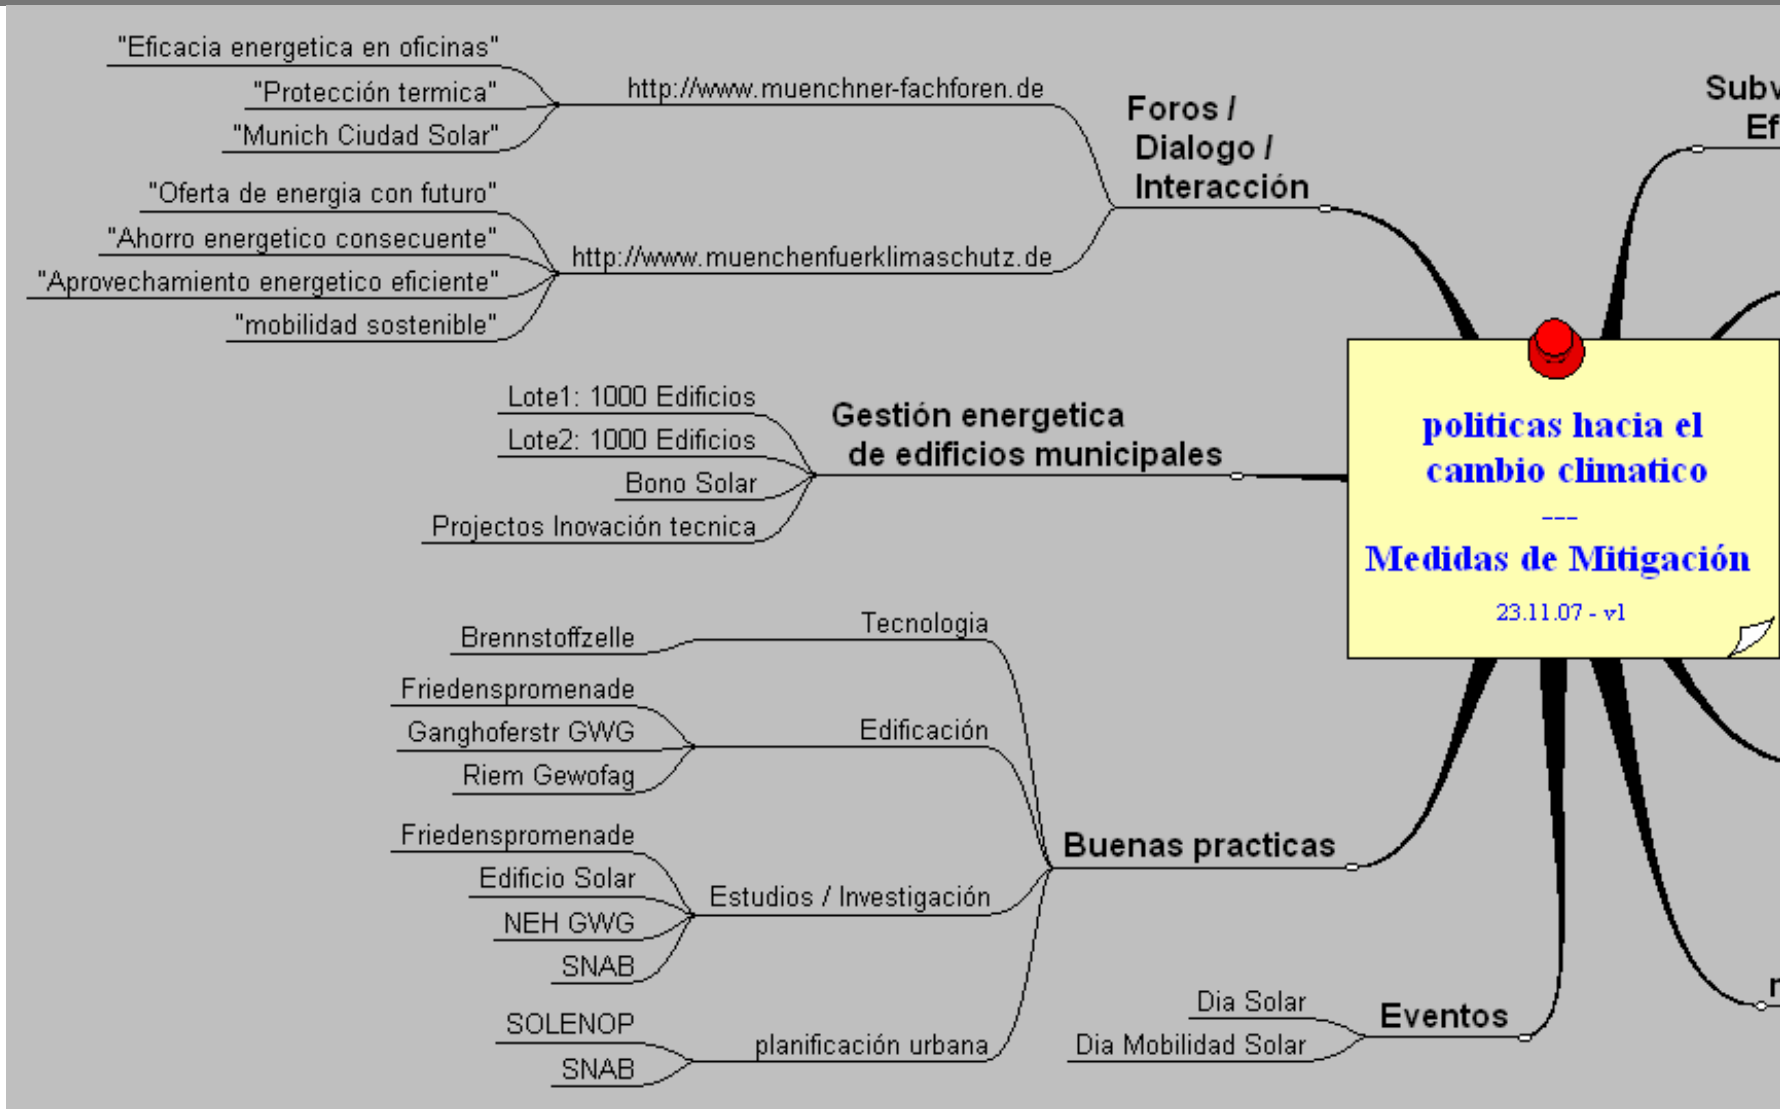 "Eficacia energetica en oficinas"
"Protección termica"
"Munich Ciudad Solar"
http://www.muenchner-fachforen.de
"Oferta de energia con futuro"
"Ahorro energetico consecuente"
"Aprovechamiento energetico eficiente"
"mobilidad sostenible"
http://www.muenchenfuerklimaschutz.de
Foros /
Dialogo /
Interacción
Lote1: 1000 Edificios
Lote2: 1000 Edificios
Bono Solar
Projectos Inovación tecnica
Gestión energetica
de edificios municipales
Brennstoffzelle
Tecnologia
Friedenspromenade
Ganghoferstr GWG
Riem Gewofag
Edificación
Friedenspromenade
Edificio Solar
NEH GWG
SNAB
Estudios / Investigación
SOLENOP
SNAB
planificación urbana
Buenas practicas
Dia Solar
Dia Mobilidad Solar
Eventos
politicas hacia el
cambio climatico
---
Medidas de Mitigación
23.11.07 - v1